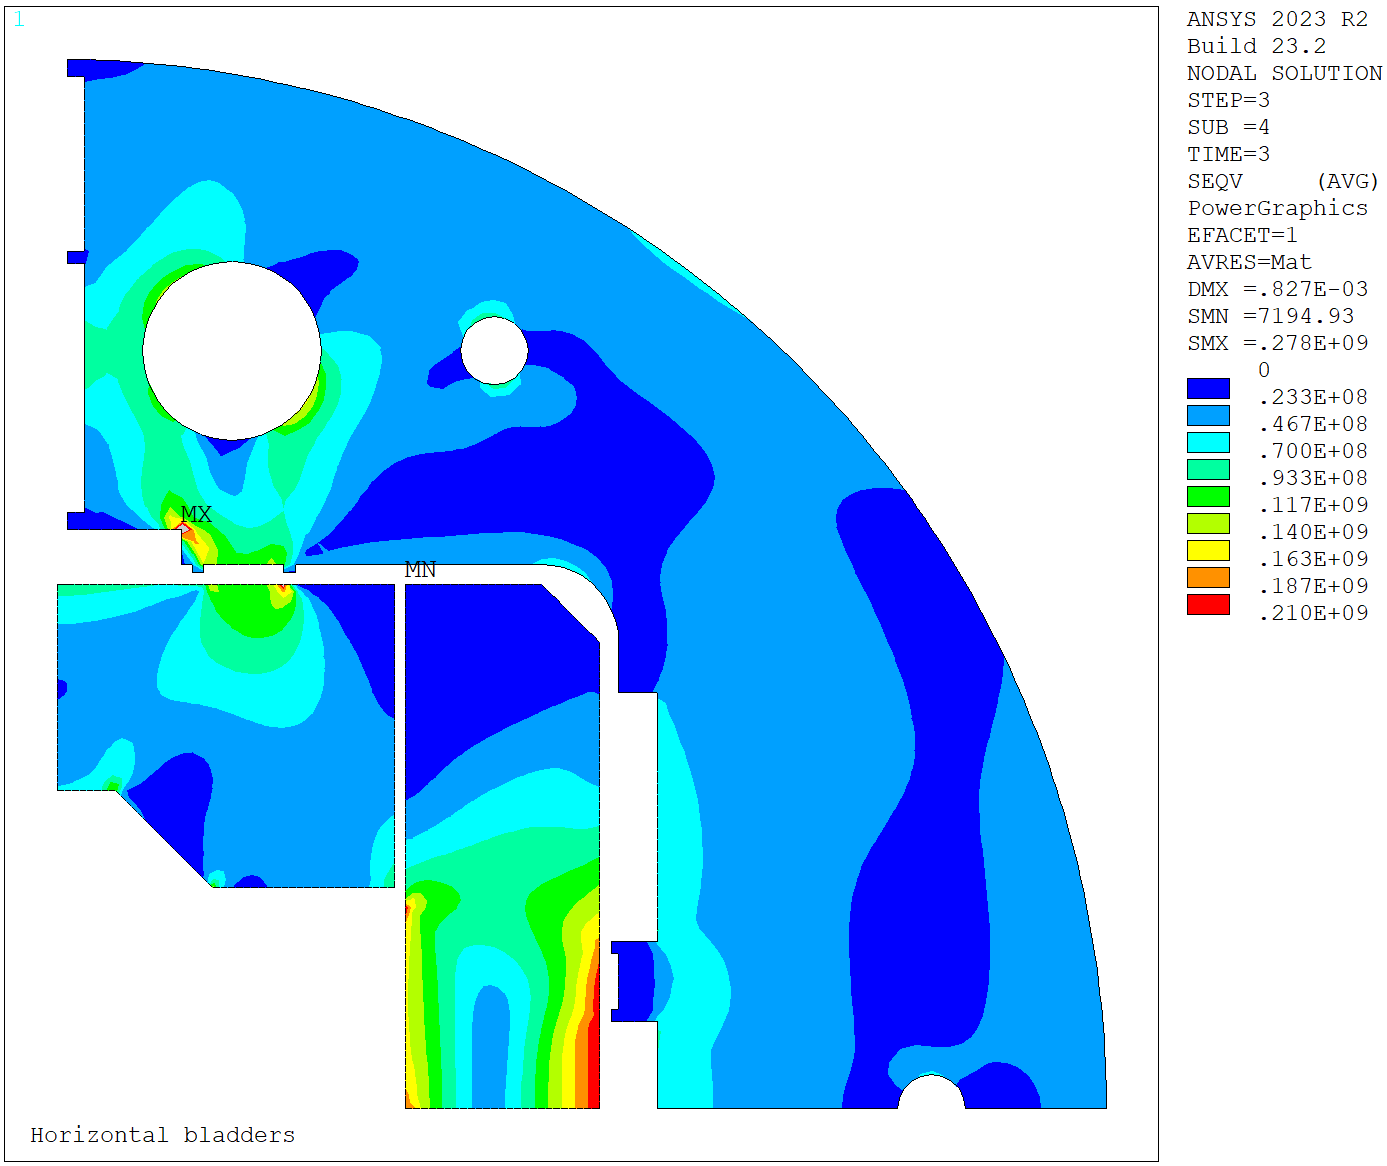 1
ANSYS 2023 R2
Build 23.2
NODAL SOLUTION
STEP=3
SUB =4
TIME=3
SEQV     (AVG)
PowerGraphics
EFACET=1
AVRES=Mat
DMX =.827E-03
SMN =7194.93
SMX =.278E+09
0
.233E+08
.467E+08
.700E+08
.933E+08
.117E+09
.140E+09
.163E+09
.187E+09
.210E+09
MX
MN
Horizontal bladders